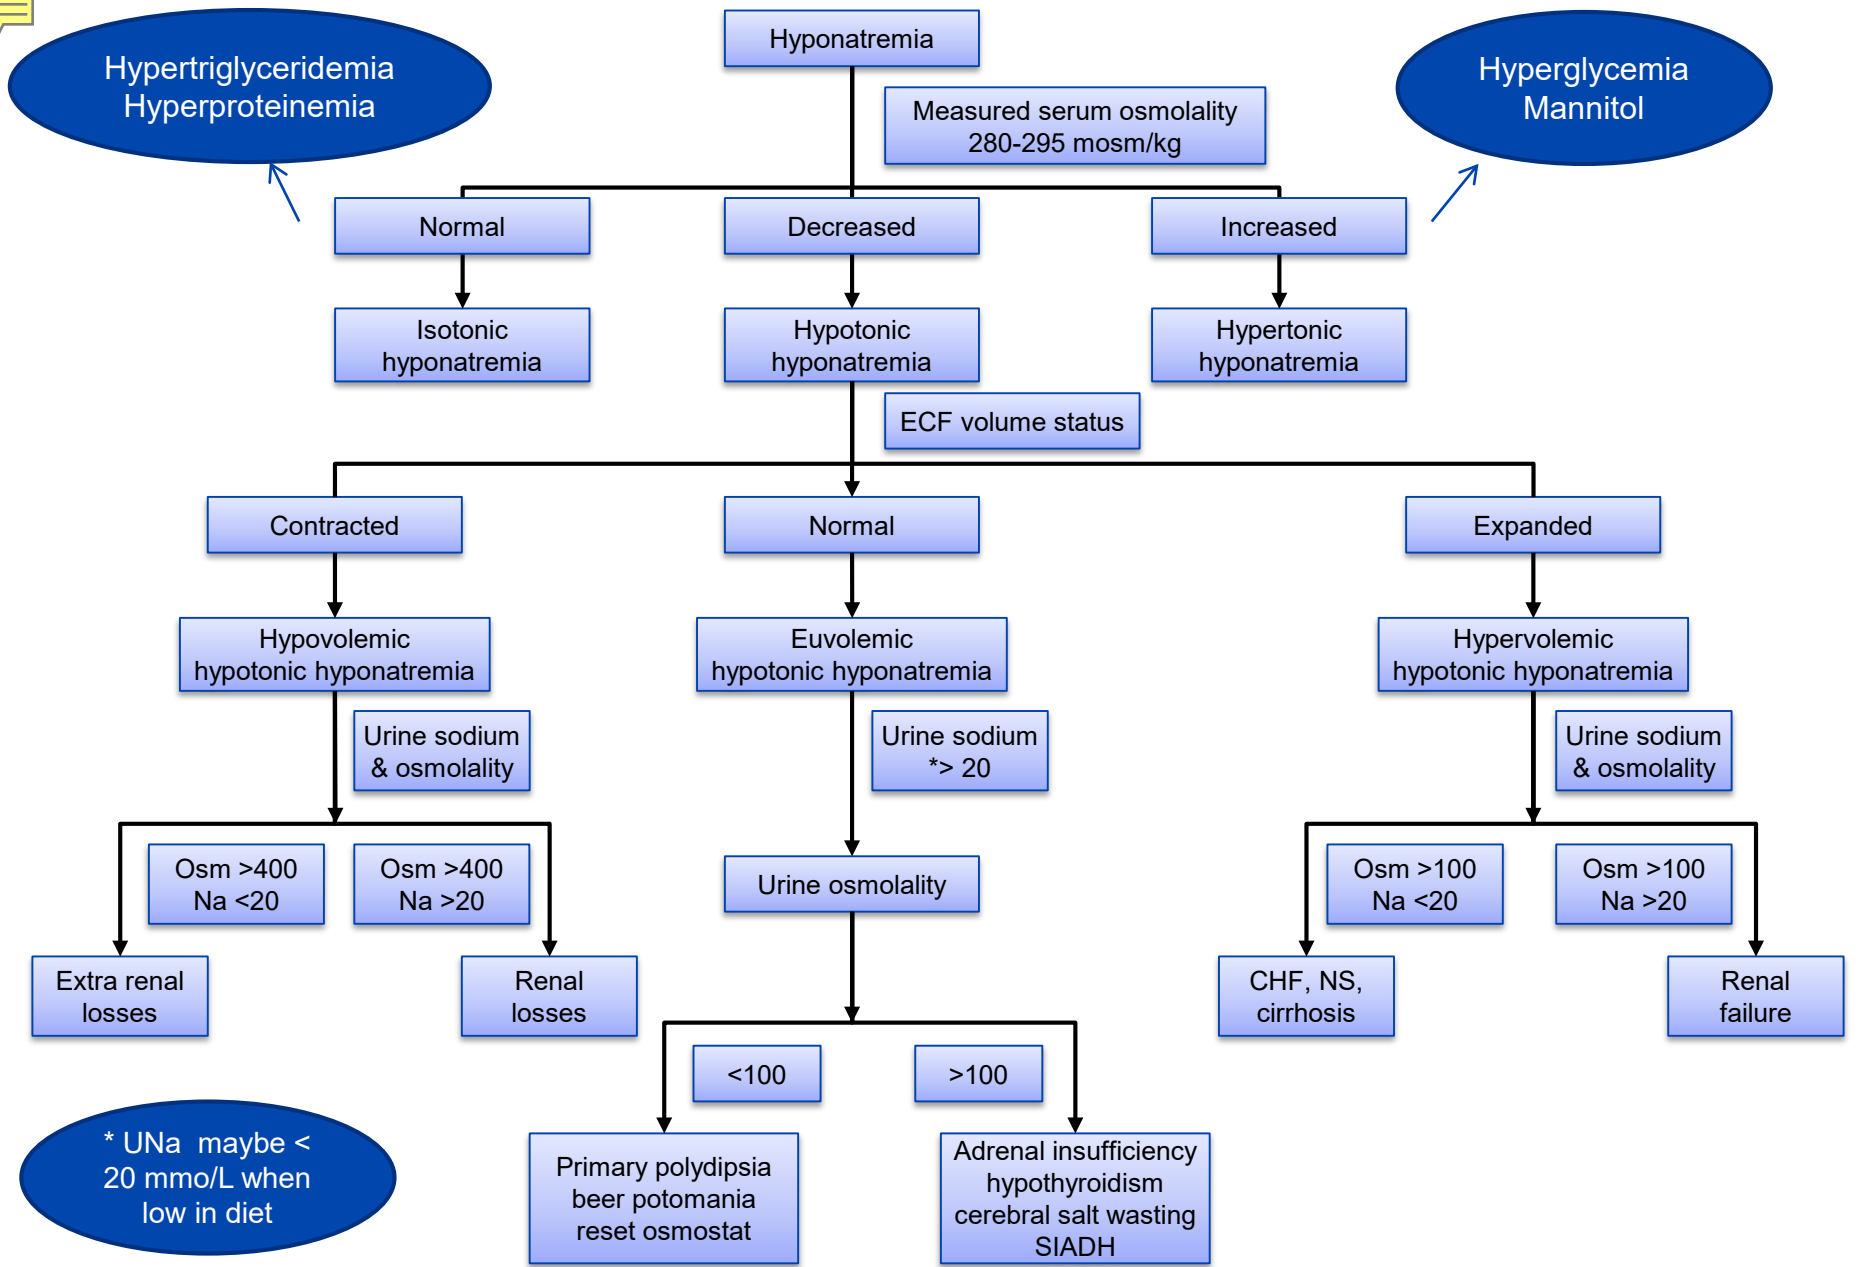 Hypertriglyceridemia
Hyperproteinemia
Hyponatremia
Hyperglycemia
Mannitol
Measured serum osmolality
280-295 mosm/kg
Normal
Decreased
Increased
Isotonic
hyponatremia
Hypotonic
hyponatremia
Hypertonic
hyponatremia
ECF volume status
Contracted
Normal
Expanded
Hypovolemic
hypotonic hyponatremia
Euvolemic
hypotonic hyponatremia
Hypervolemic
hypotonic hyponatremia
Urine sodium
& osmolality
Urine sodium
*> 20
Urine sodium
& osmolality
Osm >400
Na <20
Osm >400
Na >20
Urine osmolality
Osm >100
Na <20
Osm >100
Na >20
Extra renal
losses
Renal
losses
CHF, NS,
cirrhosis
Renal
failure
<100
>100
* UNa maybe <
20 mmo/L when
low in diet
Primary polydipsia
beer potomania
reset osmostat
Adrenal insufficiency
hypothyroidism
cerebral salt wasting
SIADH